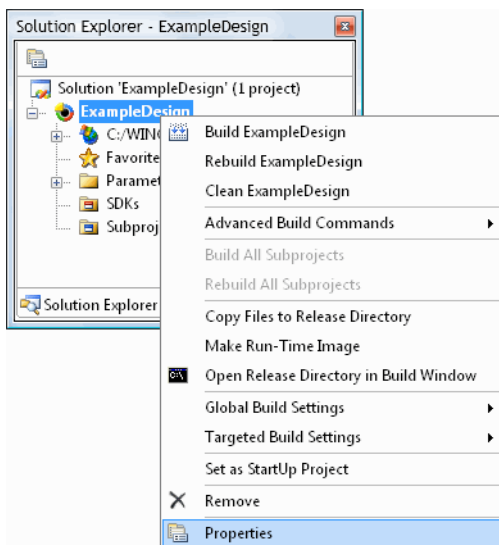 Solution Explorer - ExampleDesign
Solution 'ExampleDesign' (1 project)
ExampleDesign
C:/WINC
Favorite
Paramet
SDKs
Subproj
Solution Explorer
Build ExampleDesign
Rebuild ExampleDesign
Clean ExampleDesign
Advanced Build Commands
Build All Subprojects
Rebuild All Subprojects
Copy Files to Release Directory
Make Run-Time Image
Open Release Directory in Build Window
Global Build Settings
Targeted Build Settings
Set as StartUp Project
Remove
Properties